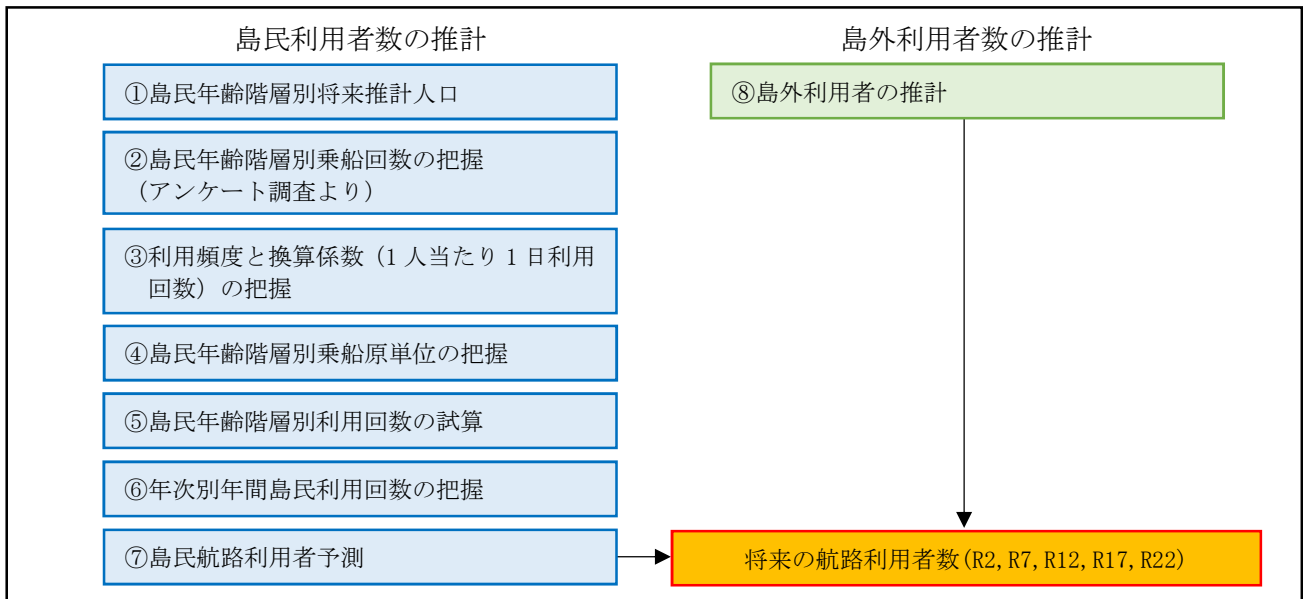 島民利用者数の推計
①島民年齢階層別将来推計人口
②島民年齢階層別乗船回数の把握
（アンケート調査より）
③利用頻度と換算係数（1 人当たり 1 日利用
回数）の把握
④島民年齢階層別乗船原単位の把握
⑤島民年齢階層別利用回数の試算
⑥年次別年間島民利用回数の把握
⑦島民航路利用者予測
島外利用者数の推計
⑧島外利用者の推計
将来の航路利用者数(R2,R7,R12,R17,R22)